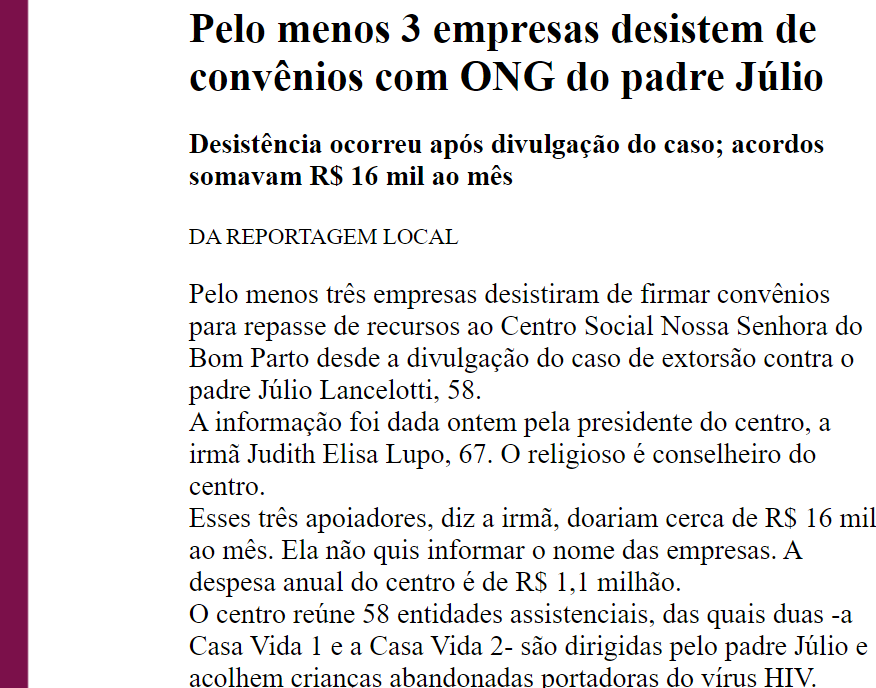 Pelo menos 3 empresas desistem de
convênios com ONG do padre Júlio
Desistência ocorreu após divulgação do caso; acordos
somavam R$ 16 mil ao mês
DA REPORTAGEM LOCAL
Pelo menos três empresas desistiram de firmar convênios
para repasse de recursos ao Centro Social Nossa Senhora do
Bom Parto desde a divulgação do caso de extorsão contra o
padre Júlio Lancelotti, 58.
A informação foi dada ontem pela presidente do centro, a
irmã Judith Elisa Lupo, 67. O religioso é conselheiro do
centro.
Esses três apoiadores, diz a irmã, doariam cerca de R$ 16 mil
ao mês. Ela não quis informar o nome das empresas. A
despesa anual do centro é de R$ 1,1 milhão.
O centro reúne 58 entidades assistenciais, das quais duas -a
Casa Vida 1 e a Casa Vida 2- são dirigidas pelo padre Júlio e
acolhem crianças abandonadas portadoras do vírus HIV.